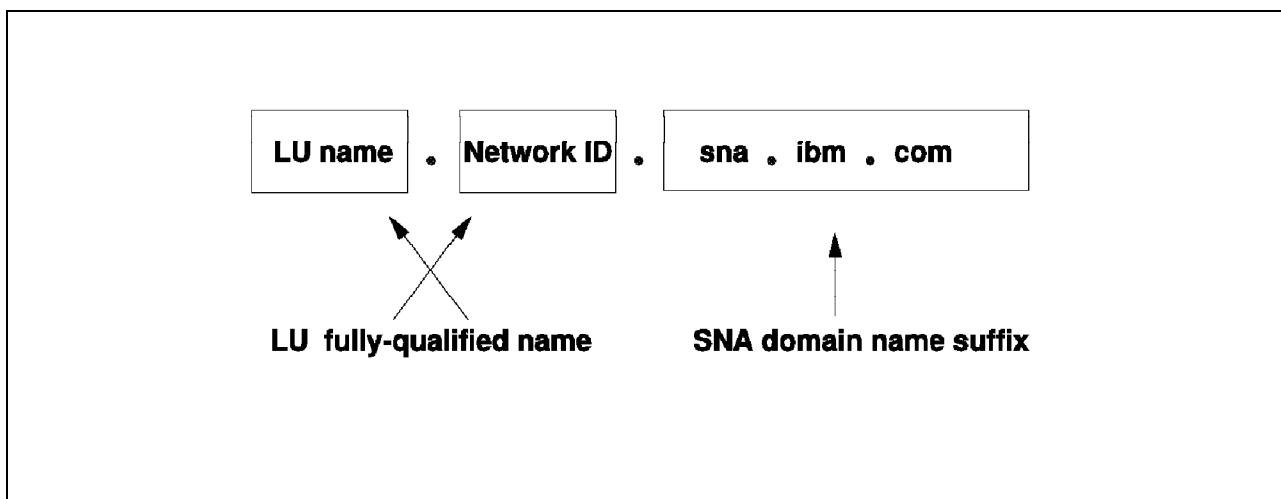 LU name . Network ID . sna . ibm . com
LU fully-qualified name SNA domain name suffix